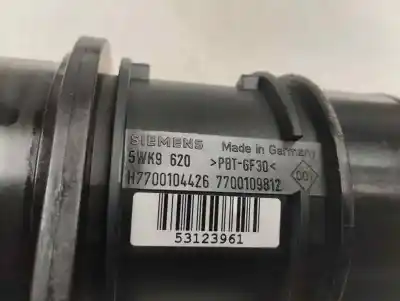 SIEMENS Made in Germany
5WK9 620 >PBT-GF30<
H7700104426 7700109812
53123961